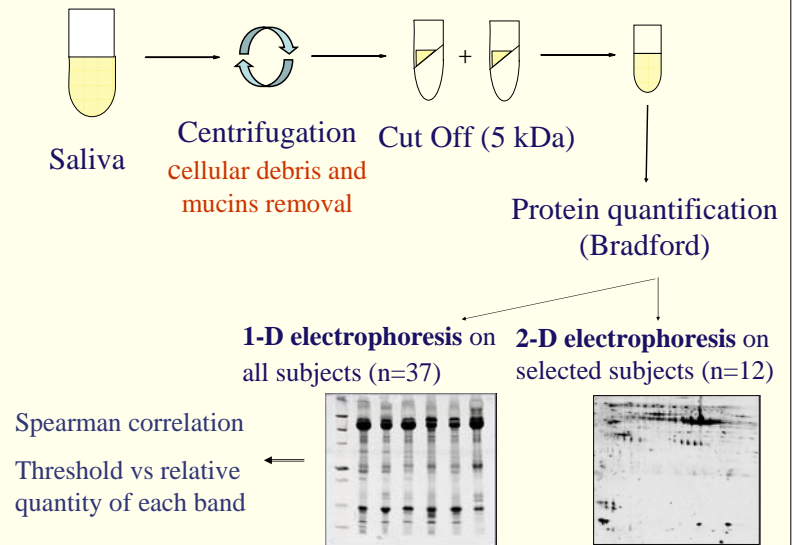 +
Saliva
Centrifugation
cellular debris and
mucins removal
Cut Off (5 kDa)
Protein quantification
(Bradford)
1-D electrophoresis on
all subjects (n=37)
2-D electrophoresis on
selected subjects (n=12)
Spearman correlation
Threshold vs relative
quantity of each band